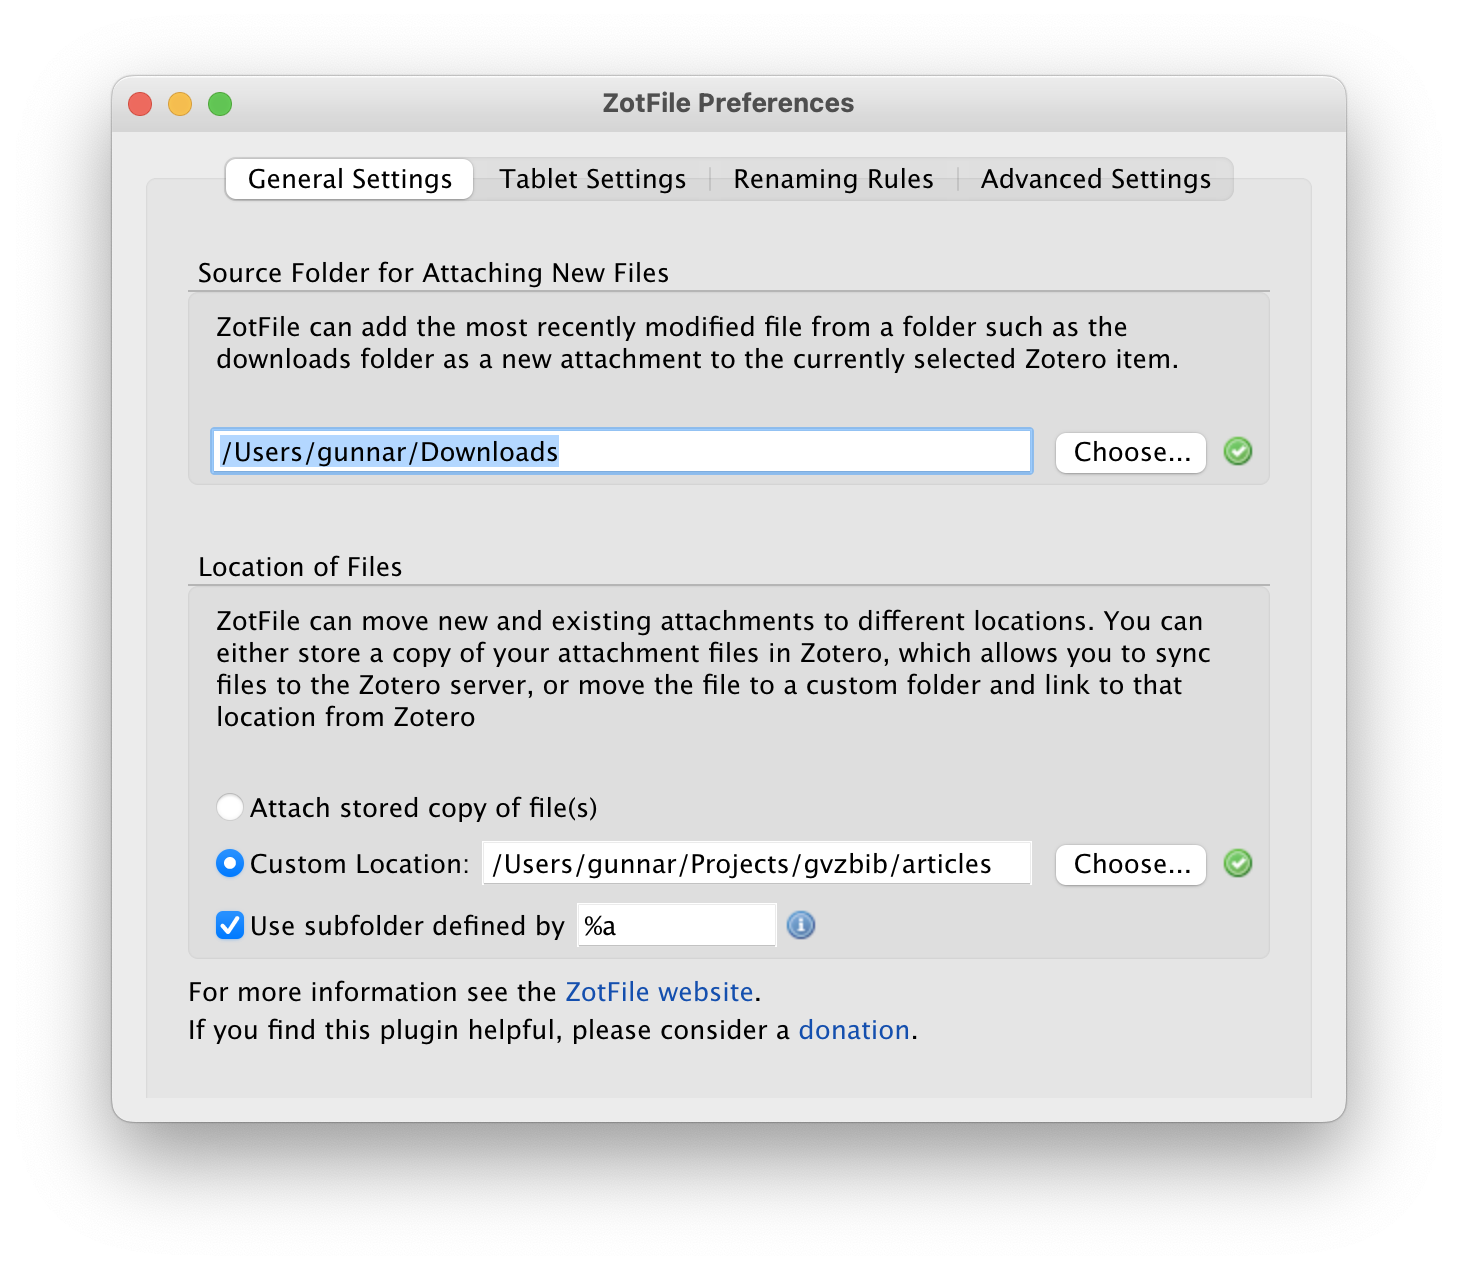 ZotFile Preferences
General Settings
Tablet Settings
Renaming Rules
Advanced Settings
Source Folder for Attaching New Files
ZotFile can add the most recently modified file from a folder such as the
downloads folder as a new attachment to the currently selected Zotero item.
/Users/gunnar/Downloads
Choose...
Location of Files
ZotFile can move new and existing attachments to different locations. You can
either store a copy of your attachment files in Zotero, which allows you to sync
files to the Zotero server, or move the file to a custom folder and link to that
location from Zotero
Attach stored copy of file(s)
Custom Location: /Users/gunnar/Projects/gvzbib/articles
Choose...
Use subfolder defined by %a
For more information see the ZotFile website.
If you find this plugin helpful, please consider a donation.